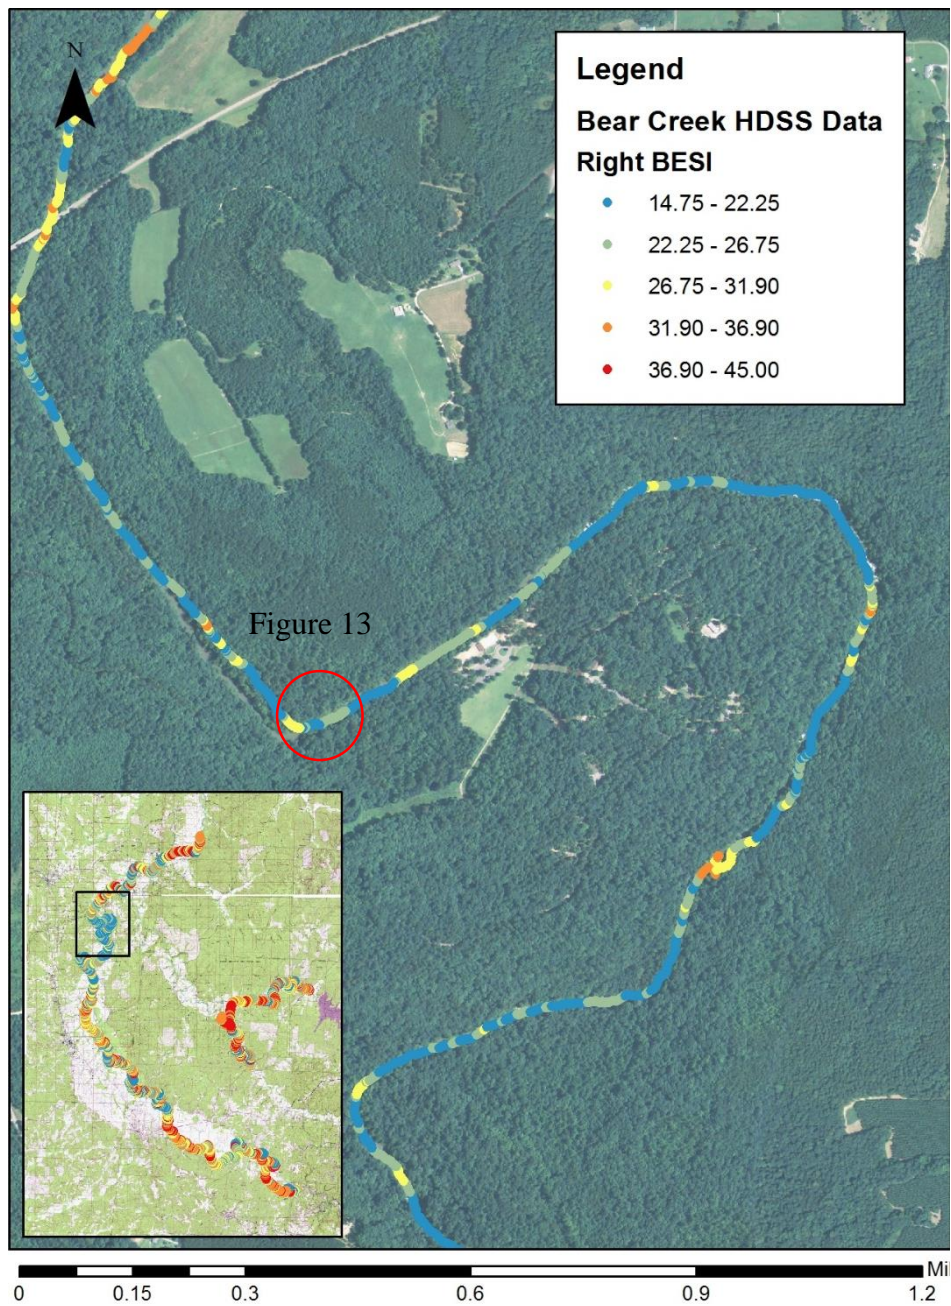 N
Legend
Bear Creek HDSS Data
Right BESI
14.75 - 22.25
22.25 - 26.75
26.75 - 31.90
31.90 - 36.90
36.90 - 45.00
Figure 13
Mil
0 0.15 0.3 0.6 0.9 1.2